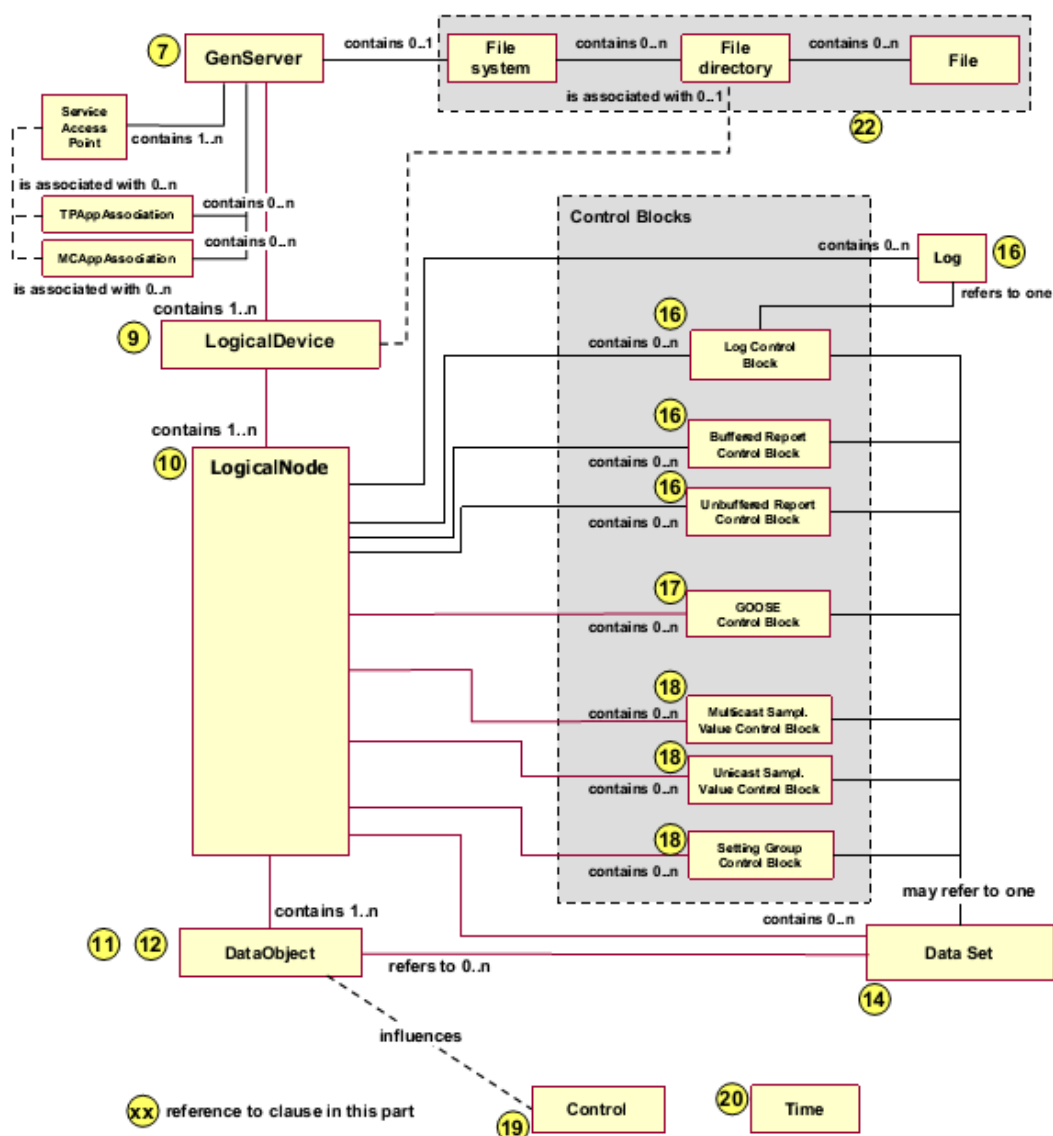 7
GenServer
contains 0..1
File
system
contains 0..n
File
directory
contains 0..n
File
is associated with 0..1
22
Service
Access
Point
contains 1..n
is associated with 0..n
TPAppAssociation
contains 0..n
MCAppAssociation
contains 0..n
is associated with 0..n
contains 1..n
9
LogicalDevice
contains 1..n
10
LogicalNode
Control Blocks
contains 0..n
Log
16
refers to one
16
contains 0..n
Log Control
Block
16
contains 0..n
Buffered Report
Control Block
16
contains 0..n
Unbuffered Report
Control Block
17
contains 0..n
GOOSE
Control Block
18
contains 0..n
Multicast Sampl.
Value Control Block
18
contains 0..n
Unicast Sampl.
Value Control Block
18
contains 0..n
Setting Group
Control Block
may refer to one
contains 1..n
contains 0..n
11
12
DataObject
refers to 0..n
Data Set
14
influences
xx reference to clause in this part
19
Control
20
Time